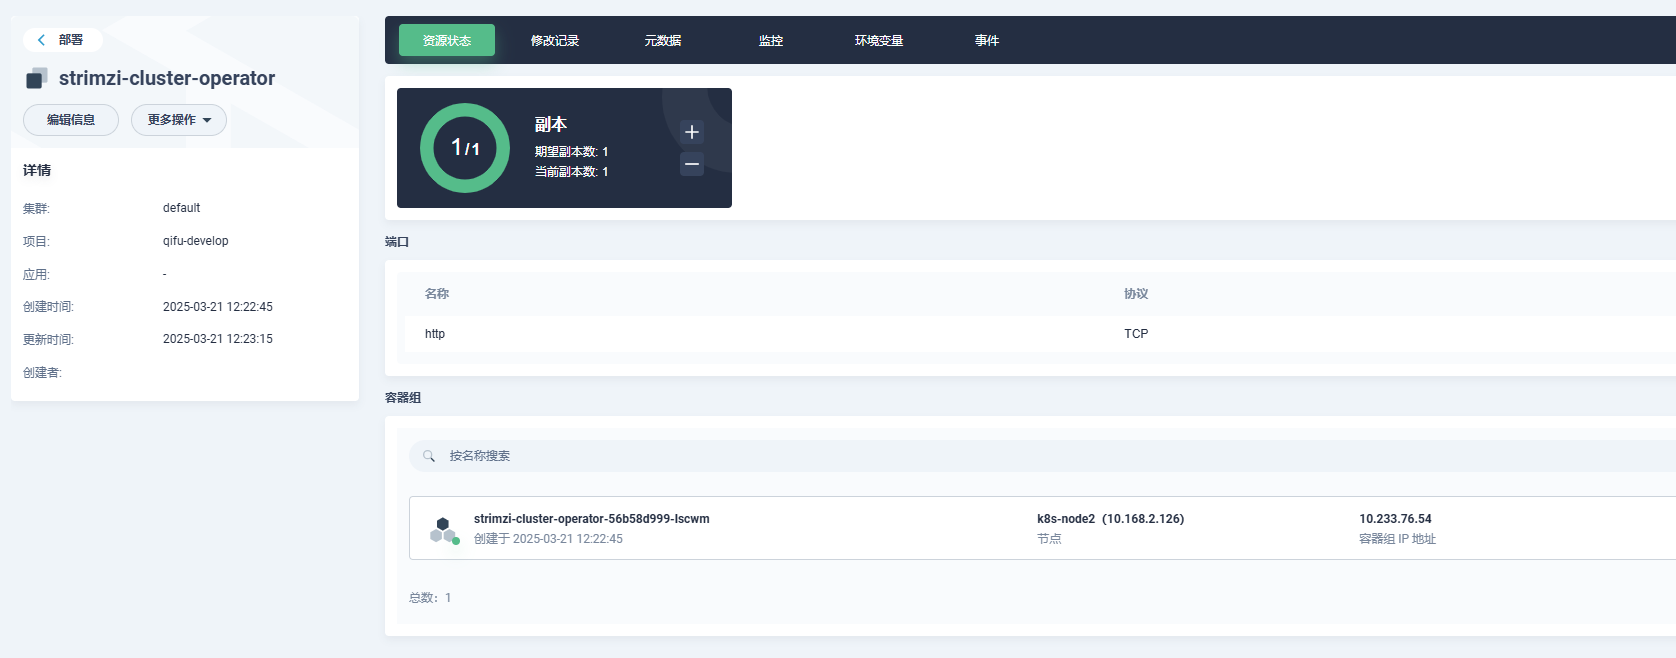 部署
strimzi-cluster-operator
编辑信息
更多操作
详情
集群: default
项目: qifu-develop
应用: -
创建时间: 2025-03-21 12:22:45
更新时间: 2025-03-21 12:23:15
创建者:
资源状态 修改记录 元数据 监控 环境变量 事件
1/1
副本
期望副本数: 1
当前副本数: 1
端口
名称 协议
http TCP
容器组
按名称搜索
strimzi-cluster-operator-56b58d999-lscwm k8s-node2 (10.168.2.126) 10.233.76.54
创建于 2025-03-21 12:22:45 节点 容器组 IP 地址
总数: 1